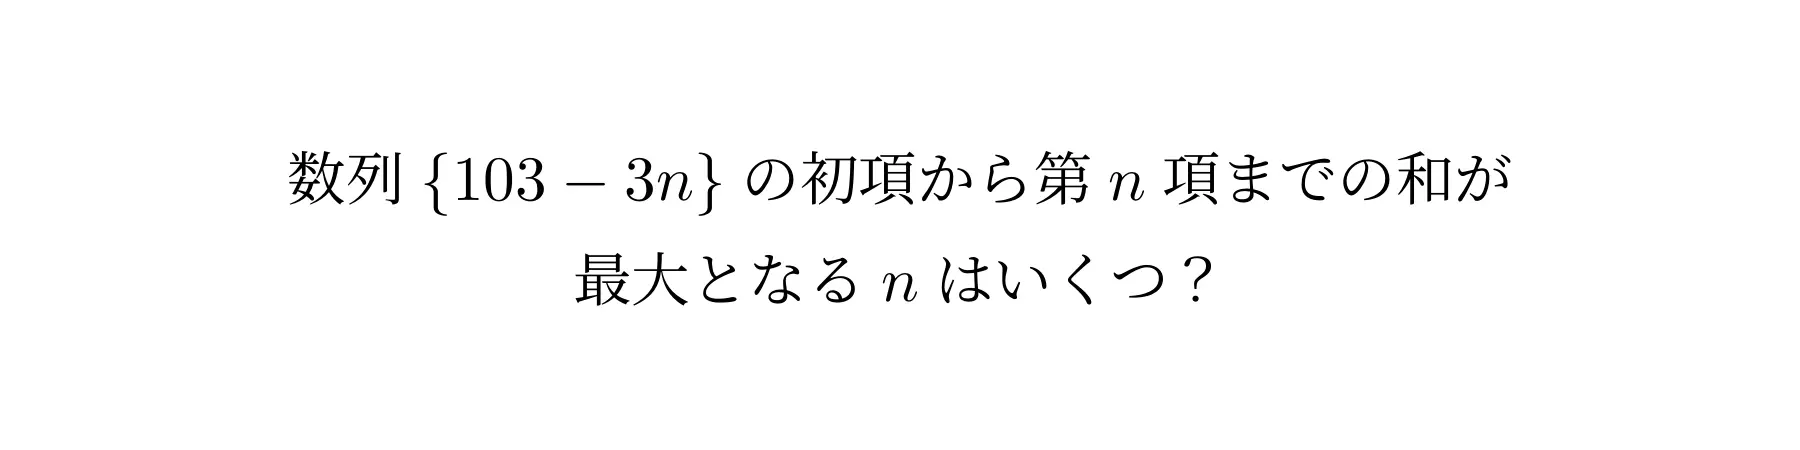 数列 {103 − 3n} の初項から第 n 項までの和が
最大となる n はいくつ？